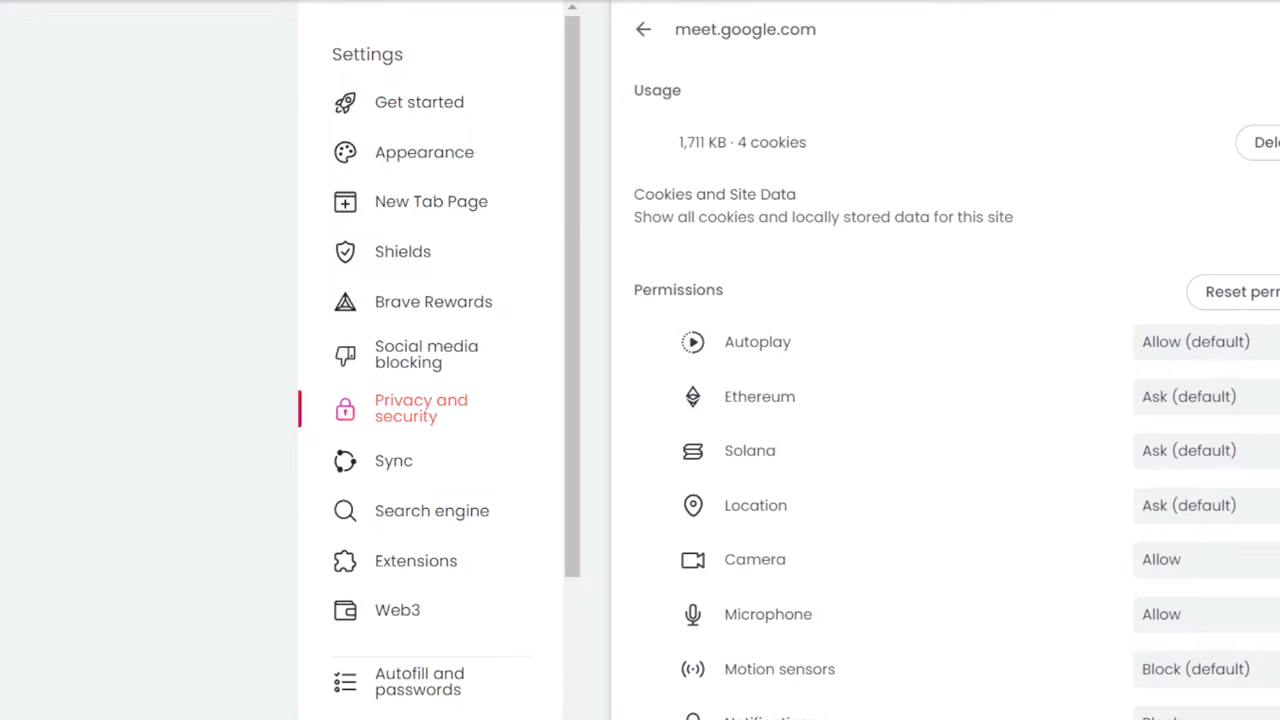 Settings
Get started
Appearance
New Tab Page
Shields
Brave Rewards
Social media
blocking
Privacy and
security
Sync
Search engine
Extensions
Web3
Autofill and
passwords
meet.google.com
Usage
1,711 KB · 4 cookies
Cookies and Site Data
Show all cookies and locally stored data for this site
Permissions
Reset
Autoplay
Allow (default)
Ethereum
Ask (default)
Solana
Ask (default)
Location
Ask (default)
Camera
Allow
Microphone
Allow
Motion sensors
Block (default)